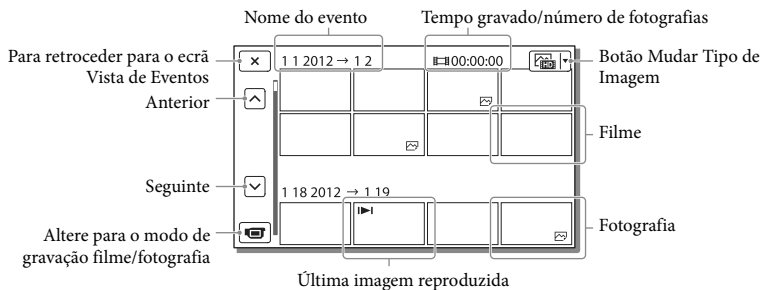 Nome do evento
Tempo gravado/número de fotografias
Para retroceder para o ecrã
Vista de Eventos
1 1 2012 → 1 2
00:00:00
HD
Botão Mudar Tipo de
Imagem
Anterior
Filme
Seguinte
1 18 2012 → 1 19
Altere para o modo de
gravação filme/fotografia
Fotografia
Última imagem reproduzida